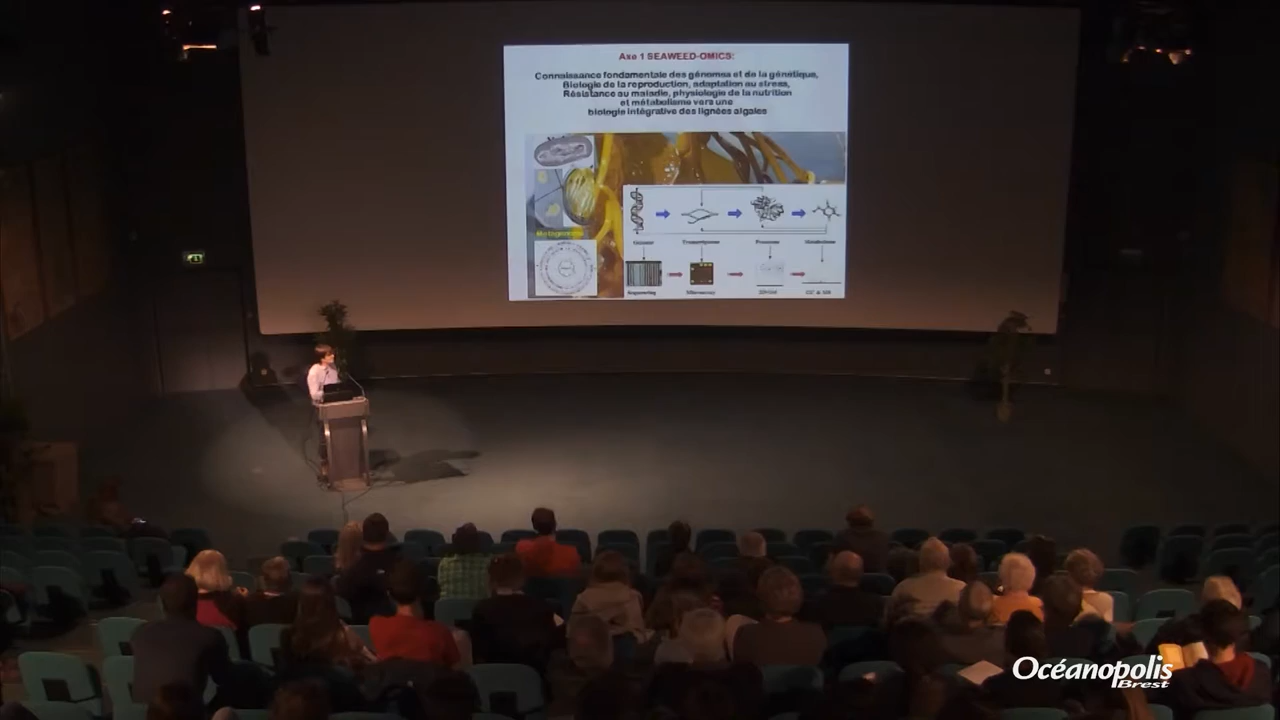 Axe 1 SEAWEED-OMICS:
Connaissance fondamentale des génomes et de la génétique,
Biologie de la reproduction, adaptation au stress,
Résistance au maladie, physiologie de la nutrition
et métabolisme vers une
biologie intégrative des lignées algales
Océanopolis
Brest